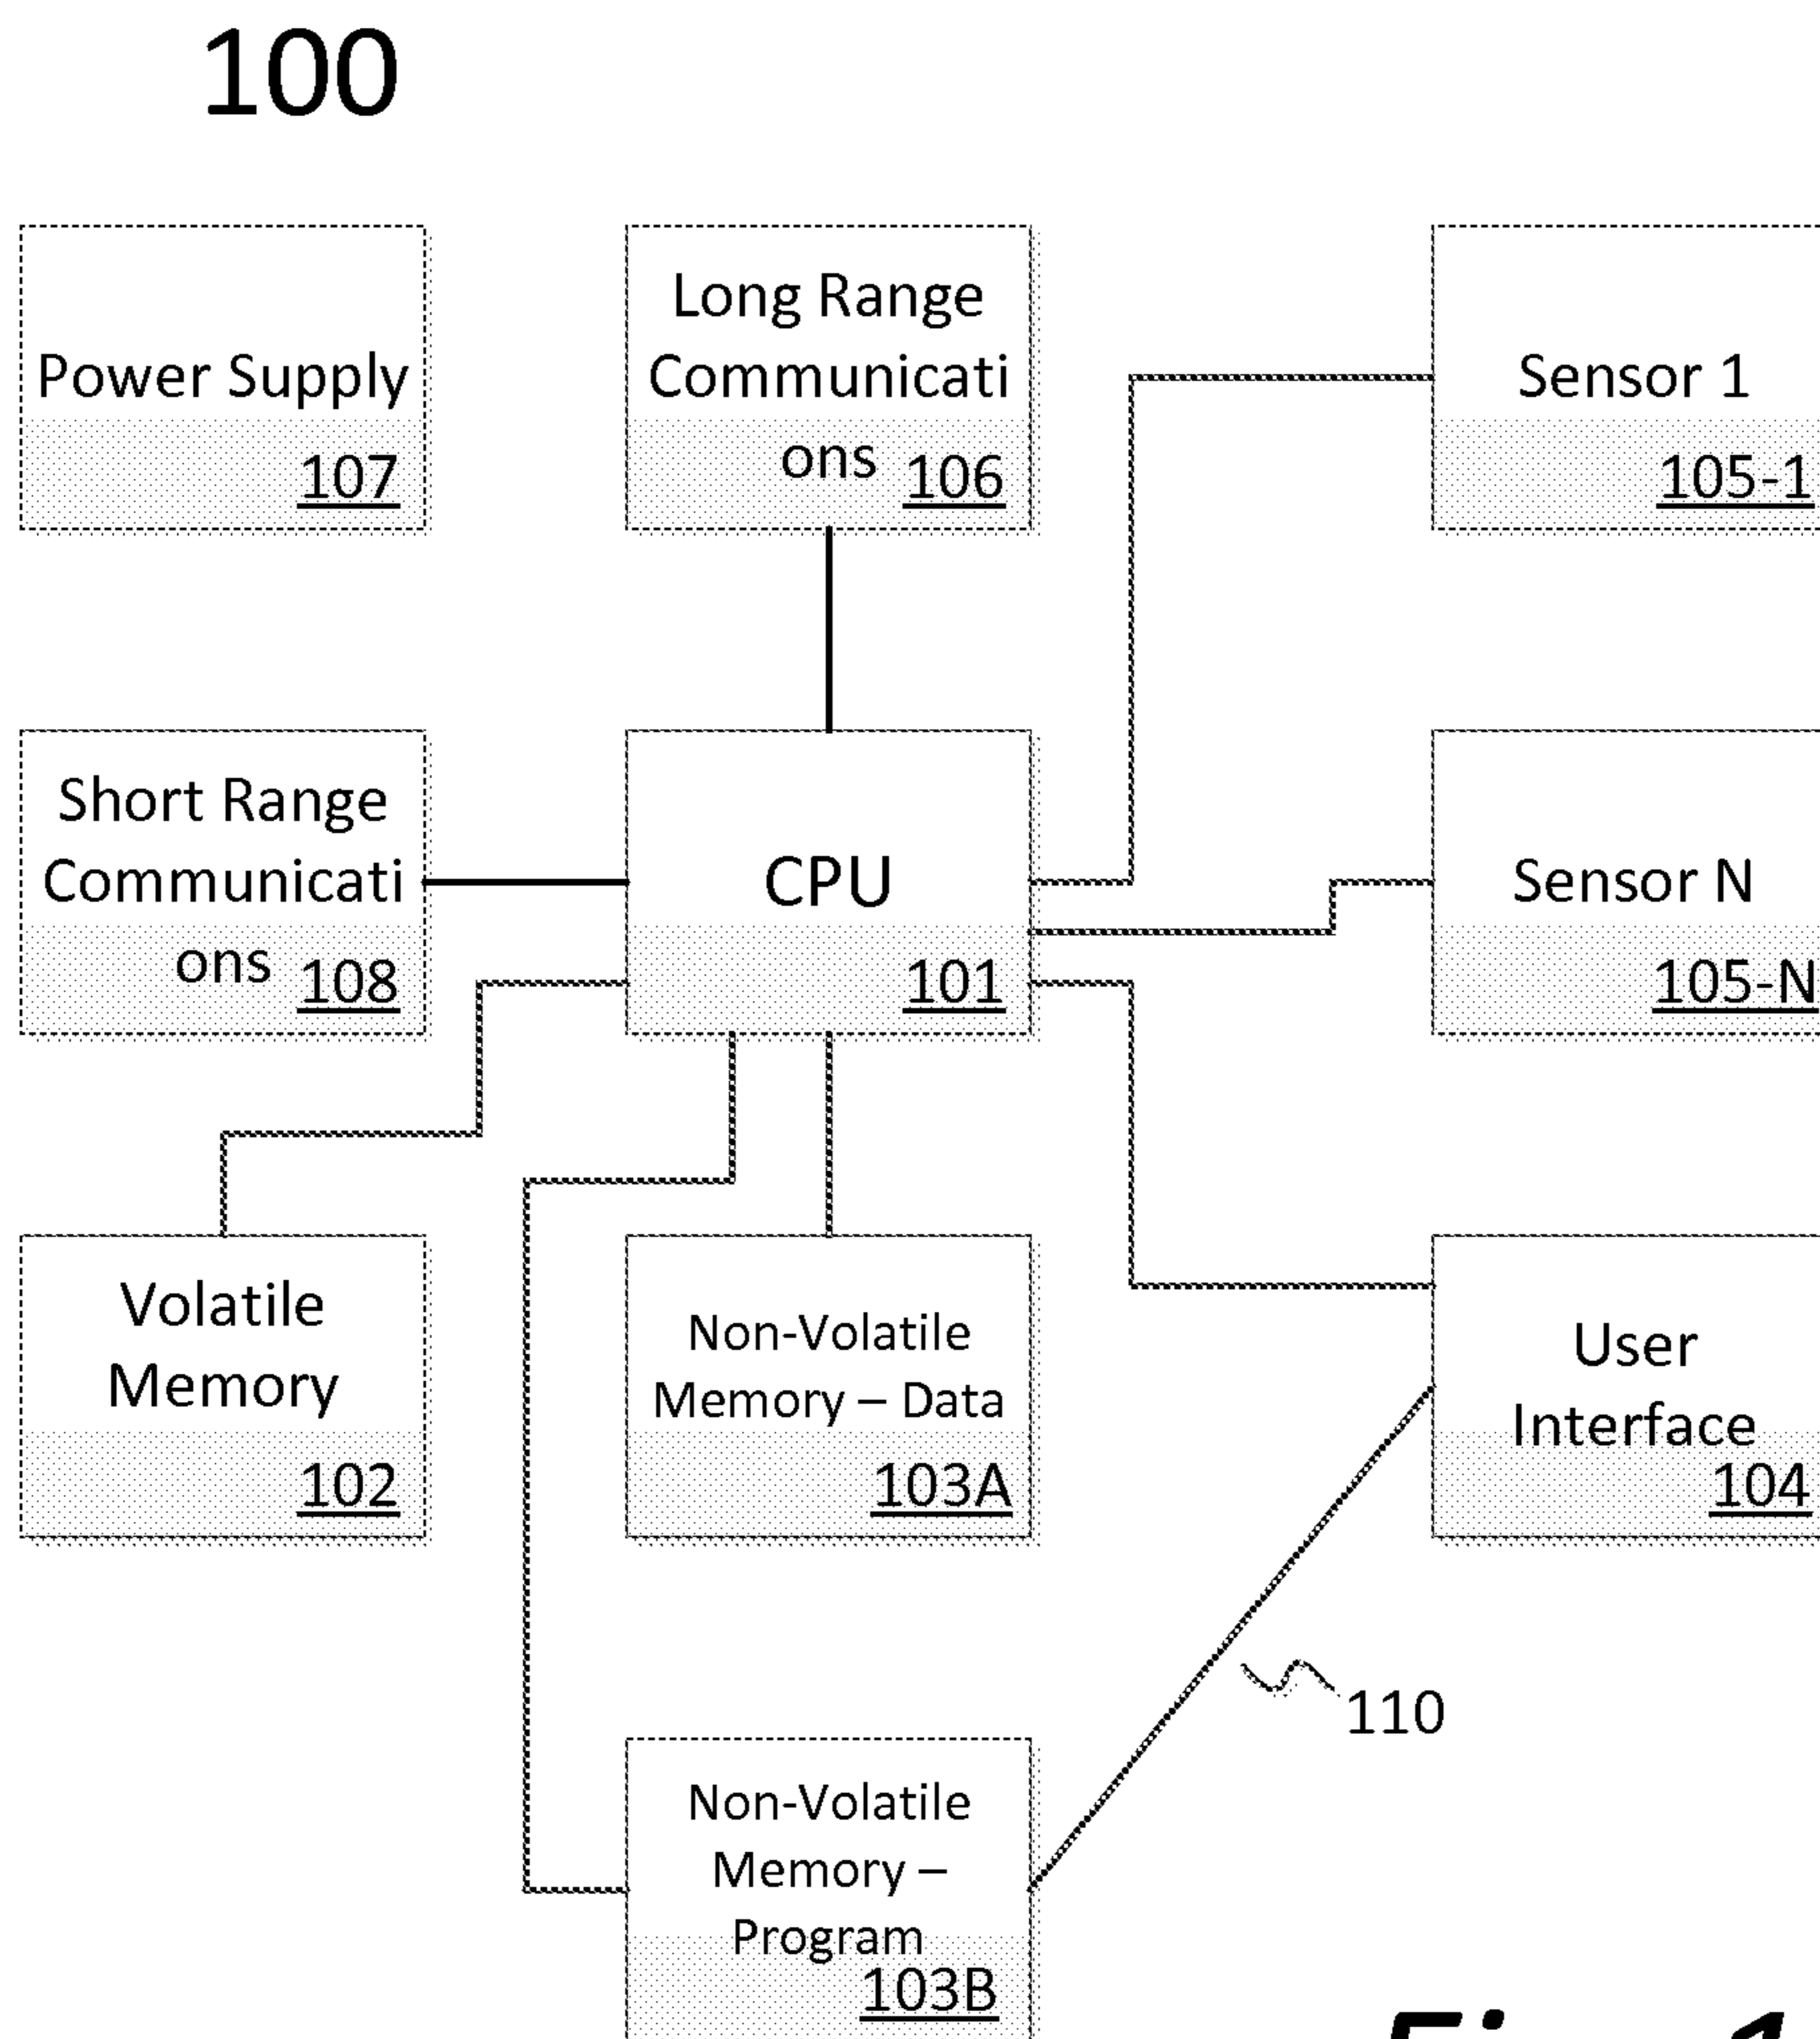 100
Power Supply
107
Long Range
Communicati
ons 106
Sensor 1
105-1
Short Range
Communicati
ons 108
CPU
101
Sensor N
105-N
Volatile
Memory
102
Non-Volatile
Memory – Data
103A
User
Interface
104
110
Non-Volatile
Memory –
Program
103B